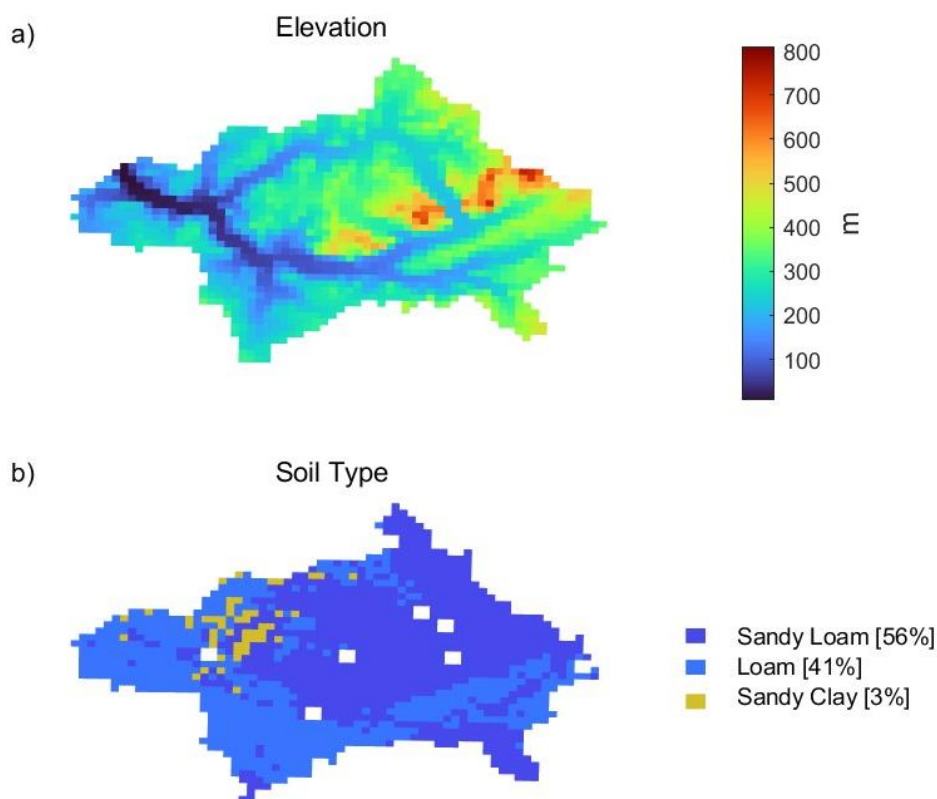 a)
Elevation
800
700
600
500
400
300
200
100
m
b)
Soil Type
Sandy Loam [56%]
Loam [41%]
Sandy Clay [3%]